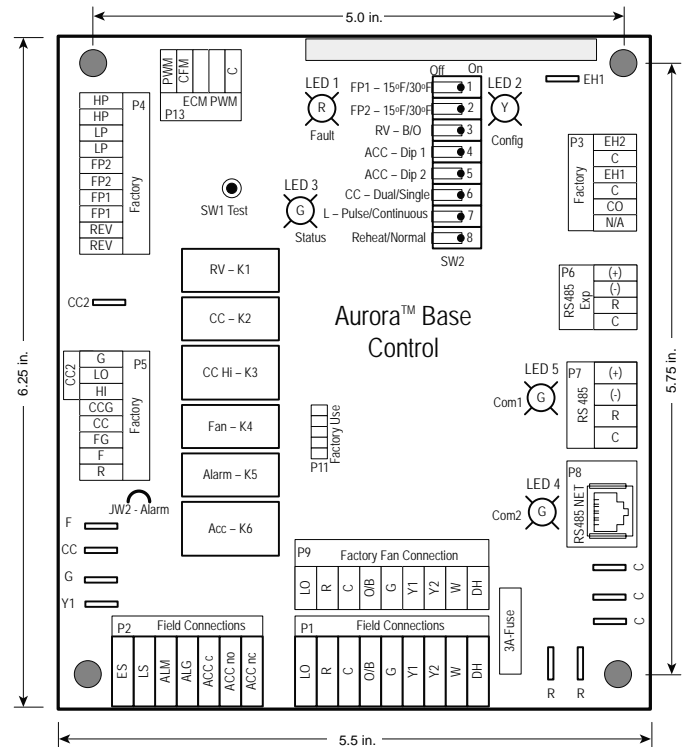 5.0 in.
6.25 in.
5.75 in.
5.5 in.
PWM
CFM
C
ECM PWM
P13
LED 1
R
Fault
Off
On
FP1 – 15ºF/30ºF
1
FP2 – 15ºF/30ºF
2
RV – B/O
3
ACC – Dip 1
4
ACC – Dip 2
5
CC – Dual/Single
6
L – Pulse/Continuous
7
Reheat/Normal
8
SW2
LED 2
Y
Config
EH1
HP
HP
LP
LP
FP2
FP2
FP1
FP1
REV
REV
P4
Factory
SW1 Test
LED 3
G
Status
P3
Factory
EH2
C
EH1
C
CO
N/A
RV – K1
CC – K2
CC Hi – K3
Fan – K4
Alarm – K5
Acc – K6
Aurora™ Base
Control
P6
RS485
Exp
(+)
(-)
R
C
CC2
CC2
G
LO
HI
CCG
CC
FG
F
R
P5
Factory
LED 5
G
Com1
P7
RS 485
(+)
(-)
R
C
P11
Factory Use
JW2 - Alarm
LED 4
G
Com2
P8
RS485 NET
F
CC
G
Y1
P9
Factory Fan Connection
LO
R
C
O/B
G
Y1
Y2
W
DH
C
C
C
P2
Field Connections
ES
LS
ALM
ALG
ACC c
ACC no
ACC nc
P1
Field Connections
LO
R
C
O/B
G
Y1
Y2
W
DH
3A-Fuse
R
R